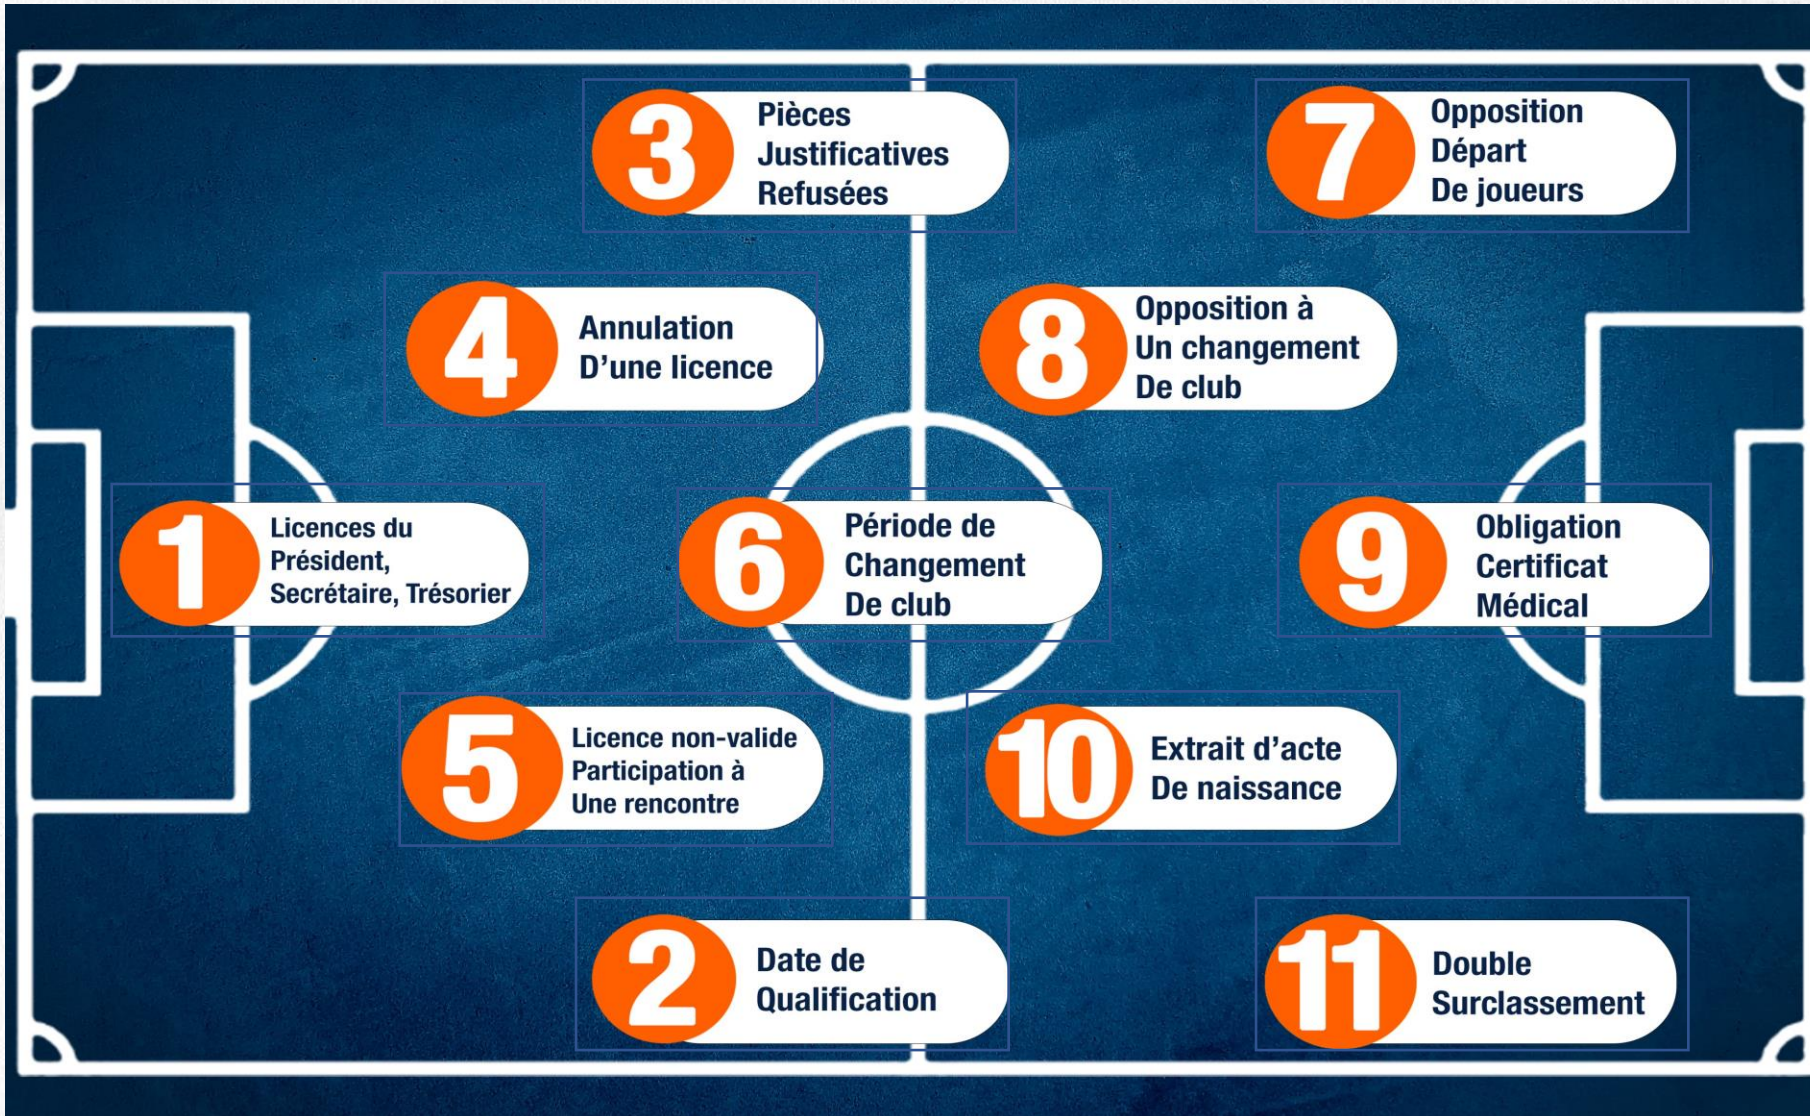 3
Pièces
Justificatives
Refusées
7
Opposition
Départ
De joueurs
4
Annulation
D'une licence
8
Opposition à
Un changement
De club
1
Licences du
Président,
Secrétaire, Trésorier
6
Période de
Changement
De club
9
Obligation
Certificat
Médical
5
Licence non-valide
Participation à
Une rencontre
10
Extrait d'acte
De naissance
2
Date de
Qualification
11
Double
Surclassement